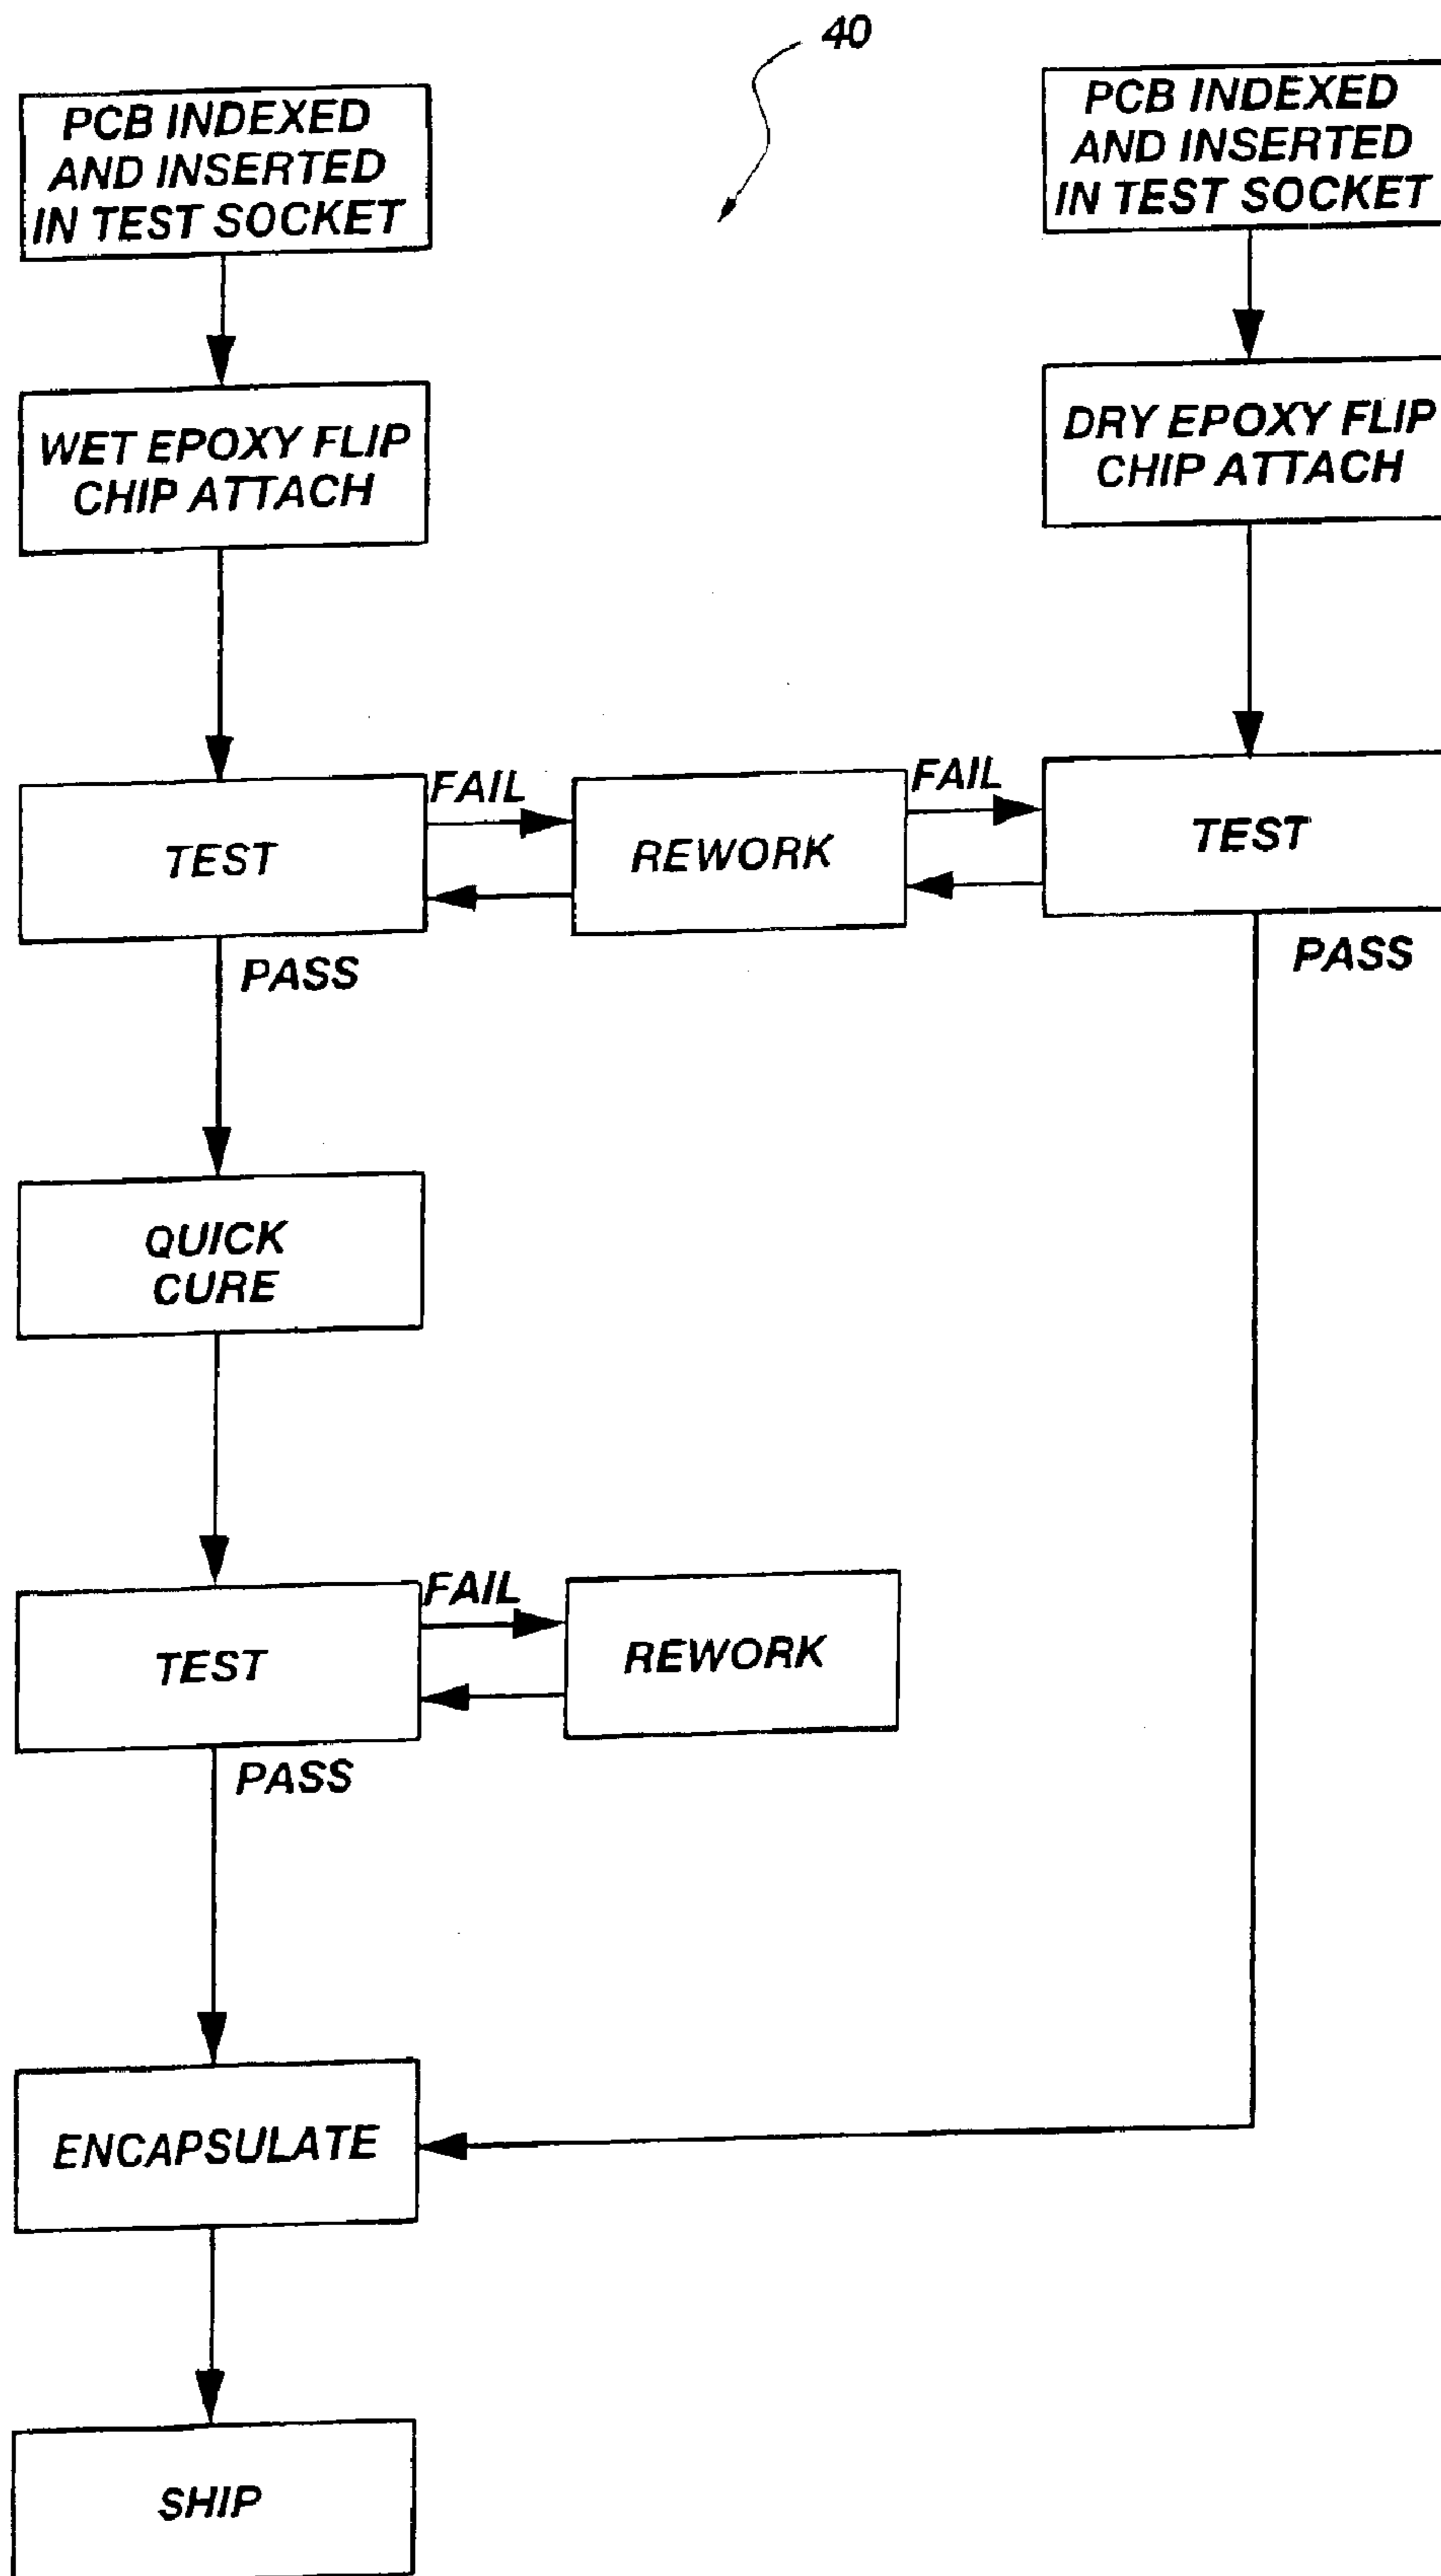 40
PCB INDEXED
AND INSERTED
IN TEST SOCKET
PCB INDEXED
AND INSERTED
IN TEST SOCKET
WET EPOXY FLIP
CHIP ATTACH
DRY EPOXY FLIP
CHIP ATTACH
TEST
FAIL
REWORK
FAIL
TEST
PASS
PASS
QUICK
CURE
TEST
FAIL
REWORK
PASS
ENCAPSULATE
SHIP